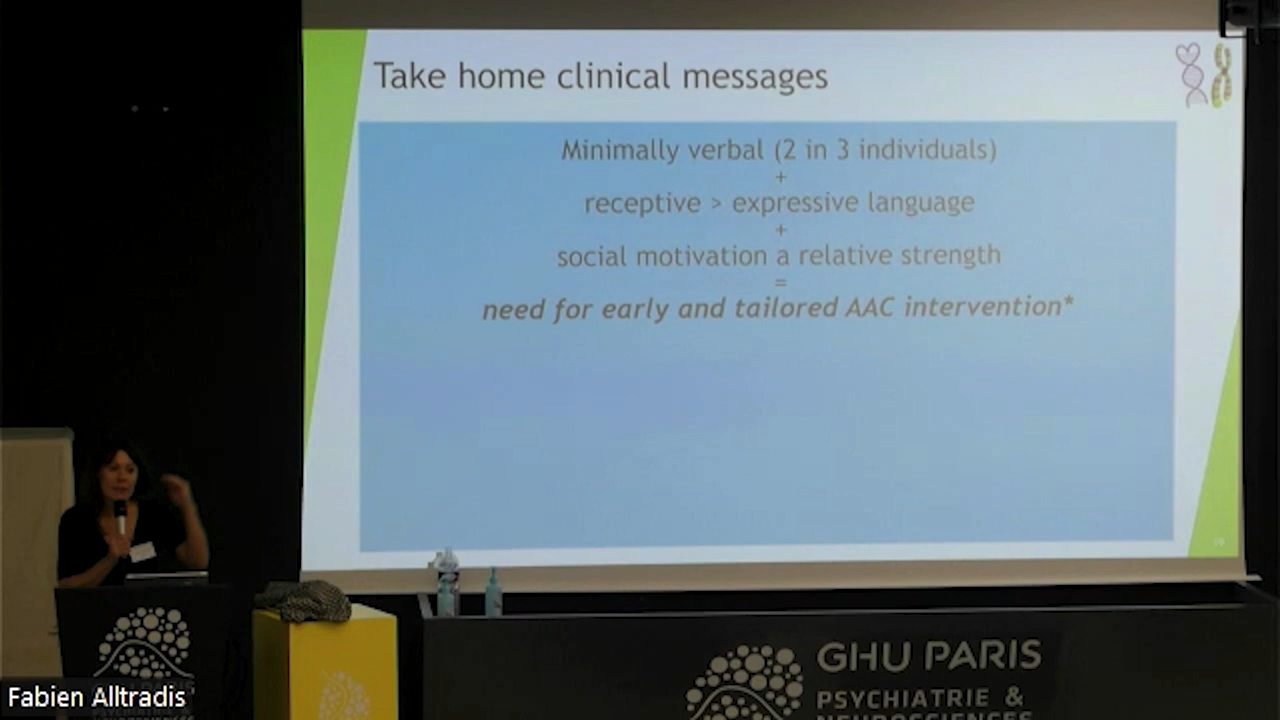 Take home clinical messages
Minimally verbal (2 in 3 individuals)
+
receptive > expressive language
+
social motivation a relative strength
=
need for early and tailored AAC intervention*
GHU PARIS
PSYCHIATRIE &
NEUROSCIENCES
Fabien Alltradis